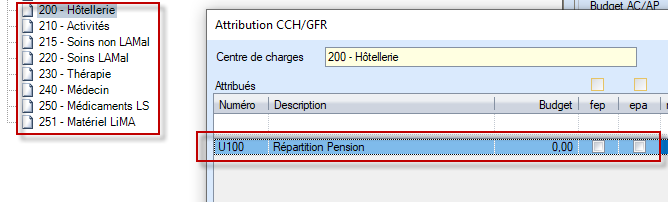 200 - Hôtellerie
210 - Activités
215 - Soins non LAMal
220 - Soins LAMal
230 - Thérapie
240 - Médecin
250 - Médicaments LS
251 - Matériel LiMA
Budget AC/AP
Attribution CCH/GFR
Centre de charges 200 - Hôtellerie
Attribués
Numéro Description Budget fep epa
U100 Répartition Pension 0,00